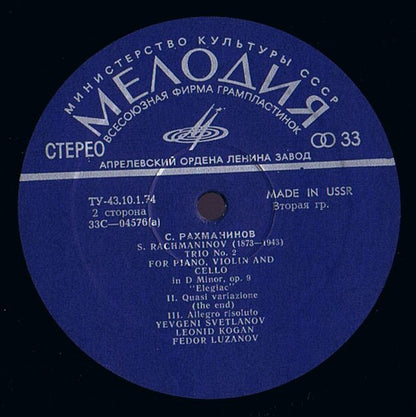 МИНИСТЕРСТВО КУЛЬТУРЫ СССР
МЕЛОДИЯ
ВСЕСОЮЗНАЯ ФИРМА ГРАМПЛАСТИНОК
СТЕРЕО
33
АПРЕЛЕВСКИЙ ОРДЕНА ЛЕНИНА ЗАВОД
ТУ-43.10.1.74
MADE IN USSR
2 сторона
Вторая гр.
33С—04576(а)
С. РАХМАНИНОВ
S. RACHMANINOV (1873—1943)
TRIO No. 2
FOR PIANO, VIOLIN AND
CELLO
in D Minor, op. 9
"Elegiac"
II. Quasi variazione
(the end)
III. Allegro risoluto
YEVGENI SVETLANOV
LEONID KOGAN
FEDOR LUZANOV